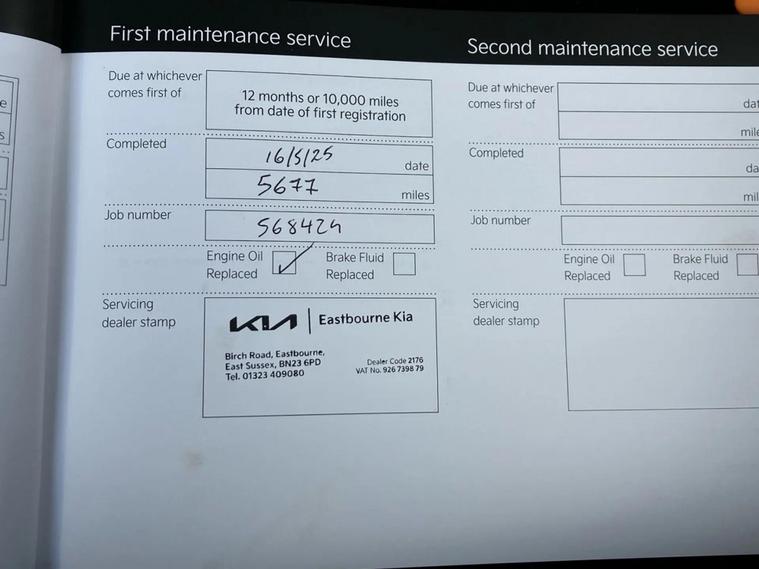 First maintenance service
Due at whichever
comes first of
12 months or 10,000 miles
from date of first registration
Completed
16/5/25
date
5677
miles
Job number
568424
Engine Oil
Replaced
Brake Fluid
Replaced
Servicing
dealer stamp
KIA
Eastbourne Kia
Birch Road, Eastbourne,
East Sussex, BN23 6PD
Tel. 01323 409080
Dealer Code 2176
VAT No. 926 7398 79
Second maintenance service
Due at whichever
comes first of
Completed
Job number
Engine Oil
Replaced
Brake Fluid
Replaced
Servicing
dealer stamp